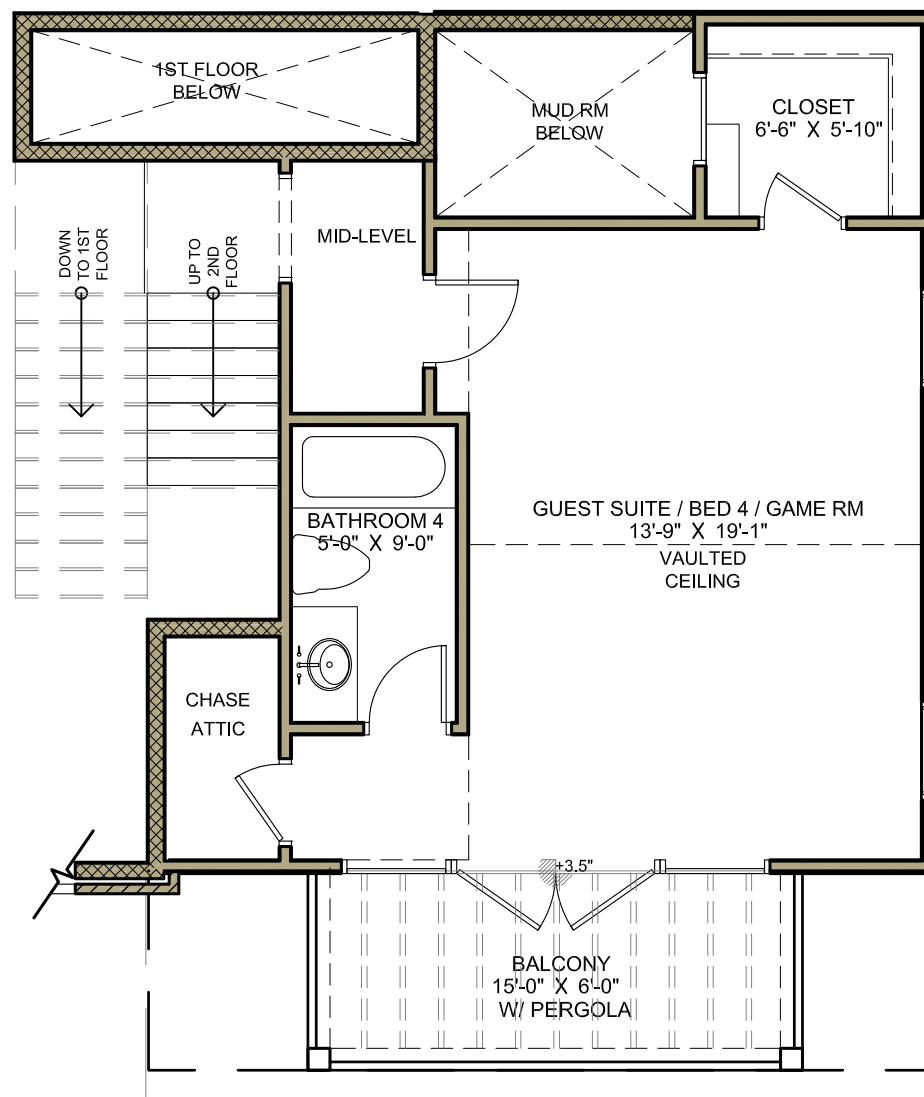 1ST FLOOR
BELOW
MUD RM
BELOW
CLOSET
6'-6" X 5'-10"
DOWN
TO 1ST
FLOOR
UP TO
2ND
FLOOR
MID-LEVEL
BATHROOM 4
5'-0" X 9'-0"
GUEST SUITE / BED 4 / GAME RM
13'-9" X 19'-1"
VAULTED
CEILING
CHASE
ATTIC
+3.5"
BALCONY
15'-0" X 6'-0"
W/ PERGOLA